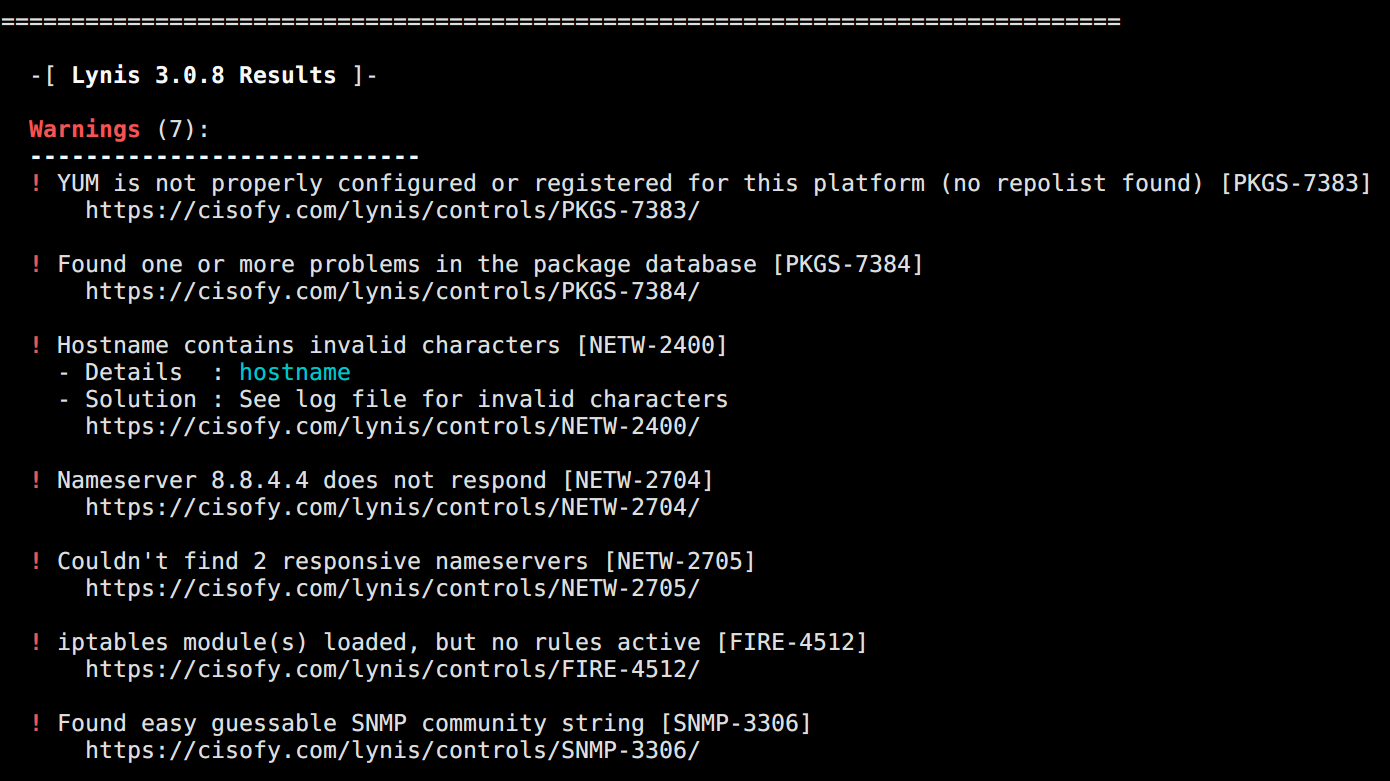 ================================================================================
-[ Lynis 3.0.8 Results ]-
Warnings (7):
----------------------------
! YUM is not properly configured or registered for this platform (no repolist found) [PKGS-7383]
https://cisofy.com/lynis/controls/PKGS-7383/
! Found one or more problems in the package database [PKGS-7384]
https://cisofy.com/lynis/controls/PKGS-7384/
! Hostname contains invalid characters [NETW-2400]
- Details  : hostname
- Solution : See log file for invalid characters
https://cisofy.com/lynis/controls/NETW-2400/
! Nameserver 8.8.4.4 does not respond [NETW-2704]
https://cisofy.com/lynis/controls/NETW-2704/
! Couldn't find 2 responsive nameservers [NETW-2705]
https://cisofy.com/lynis/controls/NETW-2705/
! iptables module(s) loaded, but no rules active [FIRE-4512]
https://cisofy.com/lynis/controls/FIRE-4512/
! Found easy guessable SNMP community string [SNMP-3306]
https://cisofy.com/lynis/controls/SNMP-3306/